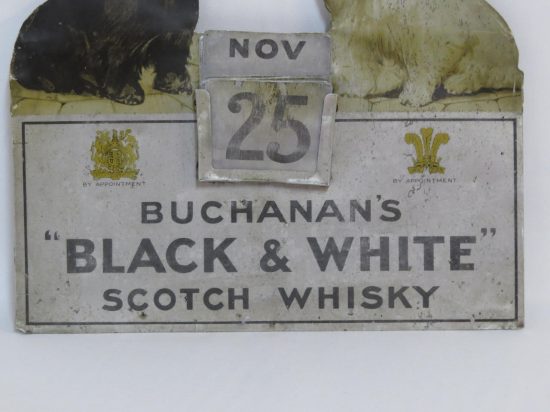 NOV
25
BY APPOINTMENT
BY APPOINTMENT
BUCHANAN'S
"BLACK & WHITE"
SCOTCH WHISKY